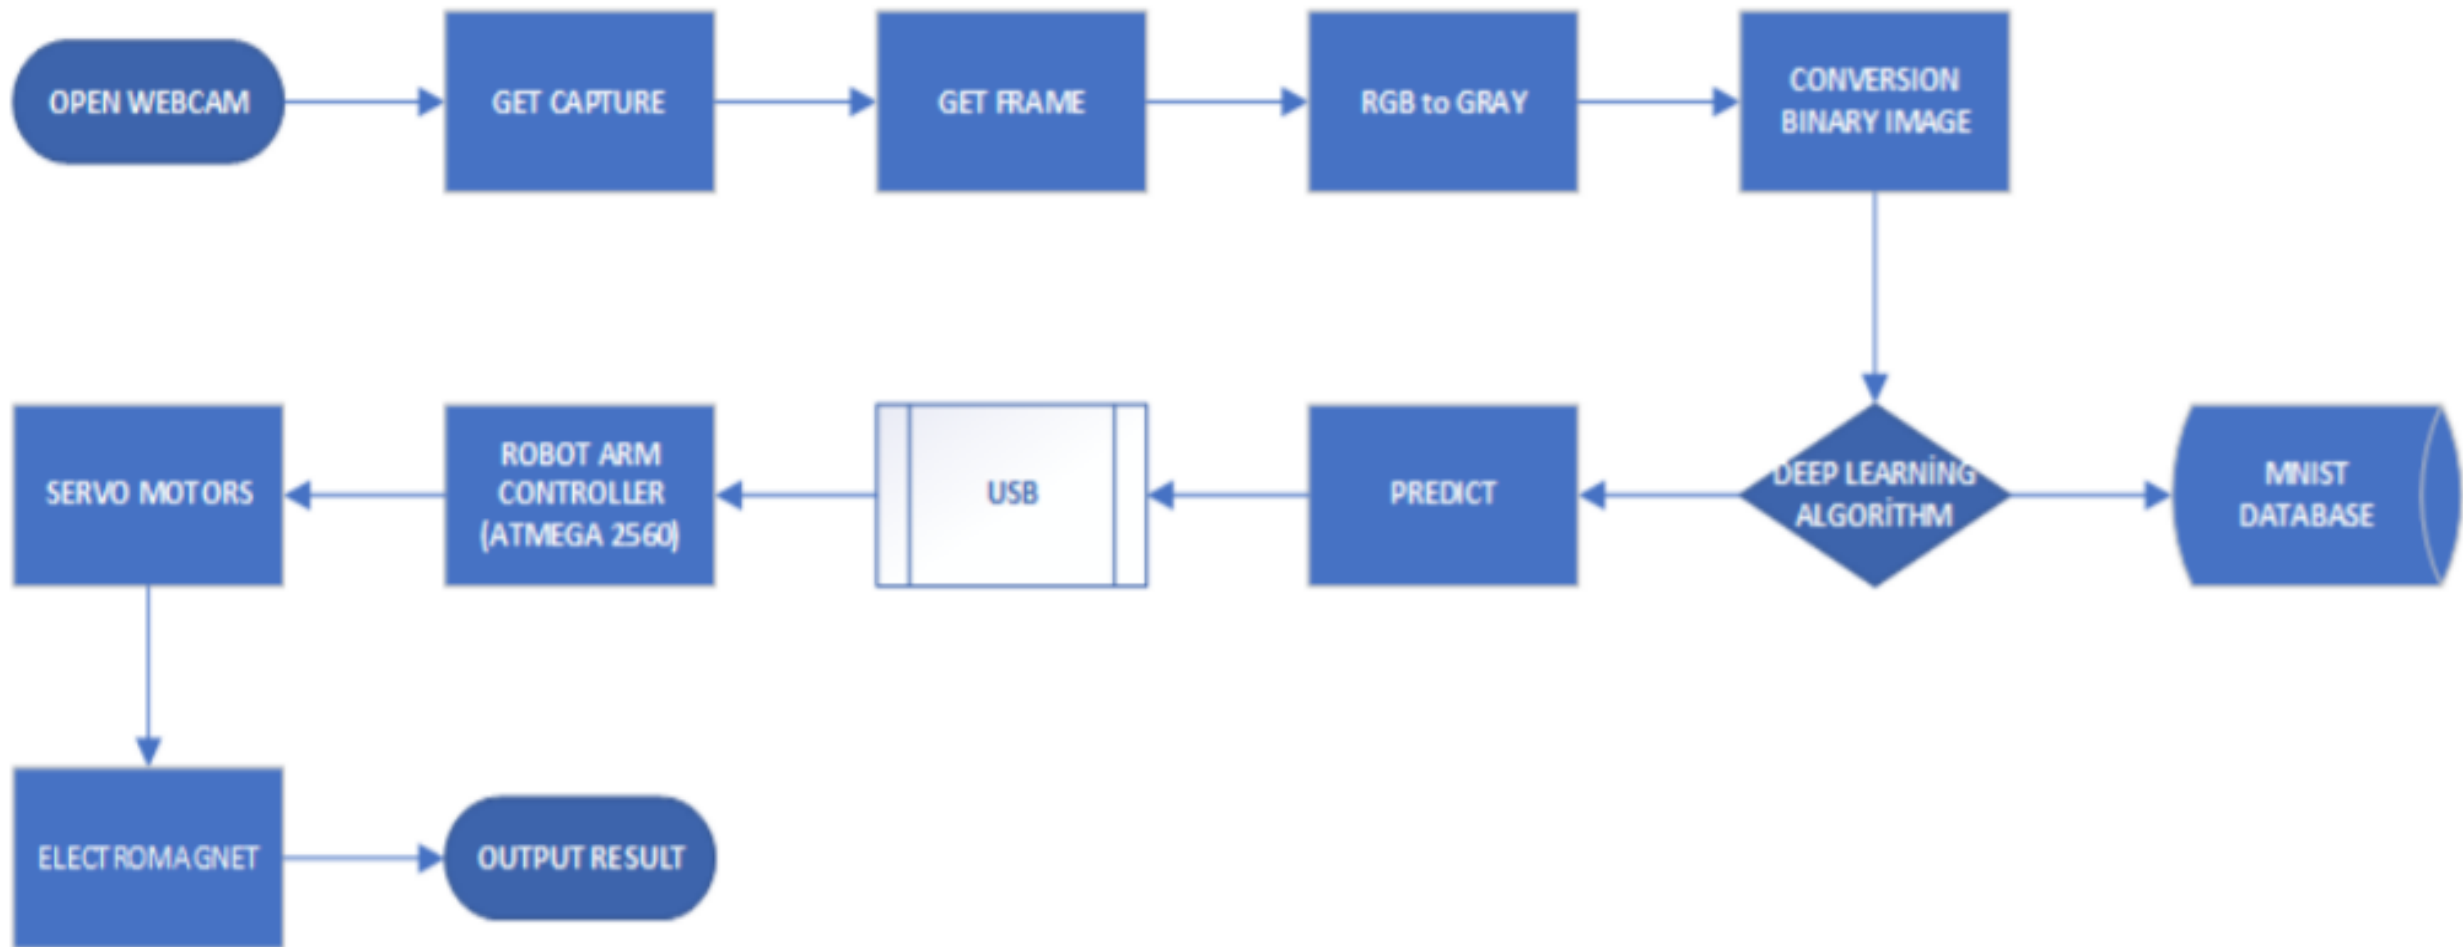 OPEN WEBCAM
GET CAPTURE
GET FRAME
RGB to GRAY
CONVERSION
BINARY IMAGE
SERVO MOTORS
ROBOT ARM
CONTROLLER
(ATMEGA 2560)
USB
PREDICT
DEEP LEARNİNG
ALGORİTHM
MNIST
DATABASE
ELECTROMAGNET
OUTPUT RESULT